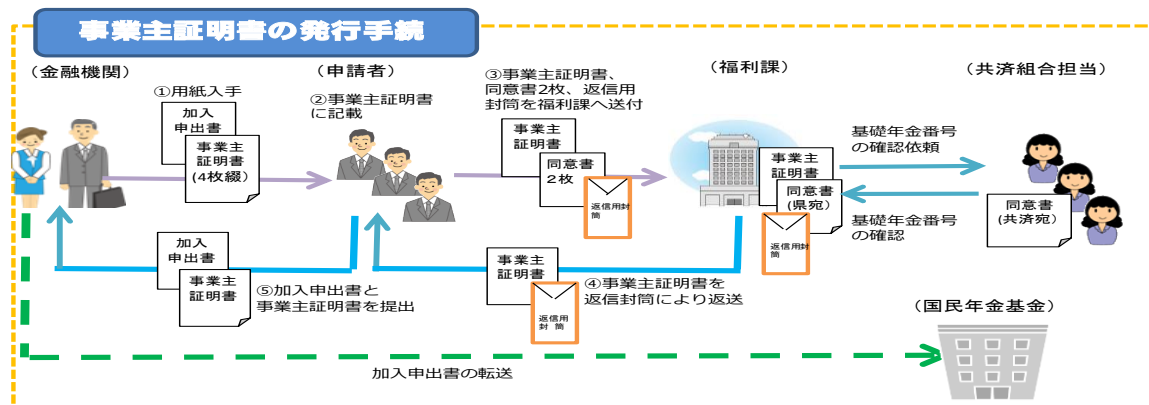 事業主証明書の発行手続
(金融機関)
(申請者)
(福利課)
(共済組合担当)
①用紙入手
加入
申出書
事業主
証明書
(4枚綴)
②事業主証明書
に記載
③事業主証明書、
同意書2枚、返信用
封筒を福利課へ送付
事業主
証明書
同意書
2枚
返信用封
筒
事業主
証明書
同意書
(県宛)
返信用封
筒
基礎年金番号
の確認依頼
基礎年金番号
の確認
同意書
(共済宛)
加入
申出書
事業主
証明書
⑤加入申出書と
事業主証明書を提出
事業主
証明書
返信用
封 筒
④事業主証明書を
返信封筒により返送
(国民年金基金)
加入申出書の転送